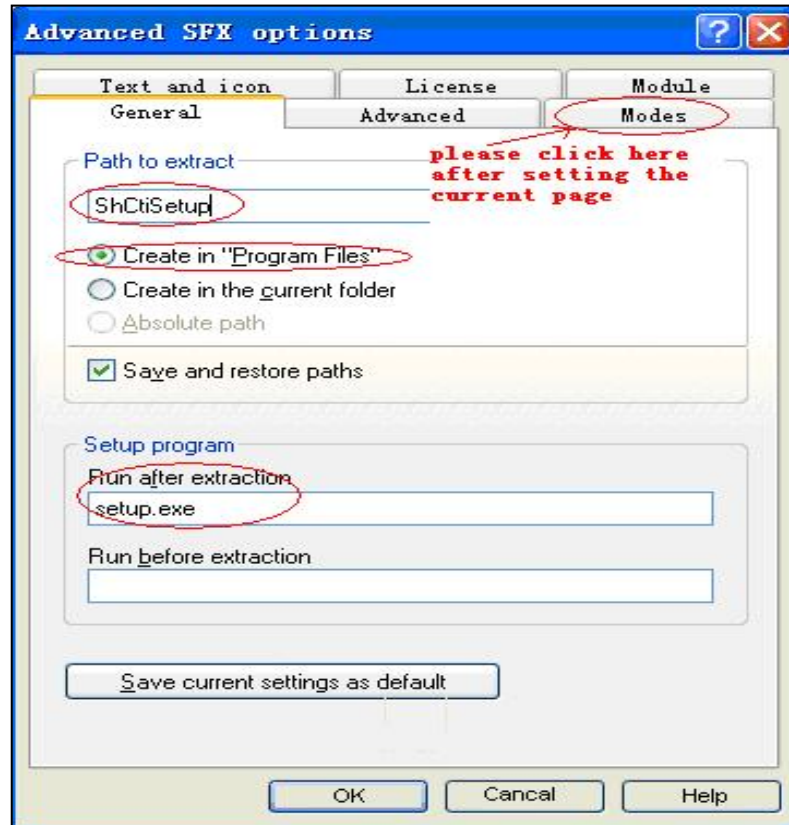 Advanced SFX options
Text and icon License Module
General Advanced Modes
please click here
after setting the
current page
Path to extract
ShCtiSetup
Create in "Program Files"
Create in the current folder
Absolute path
Save and restore paths
Setup program
Run after extraction
setup.exe
Run before extraction
Save current settings as default
OK Cancal Help